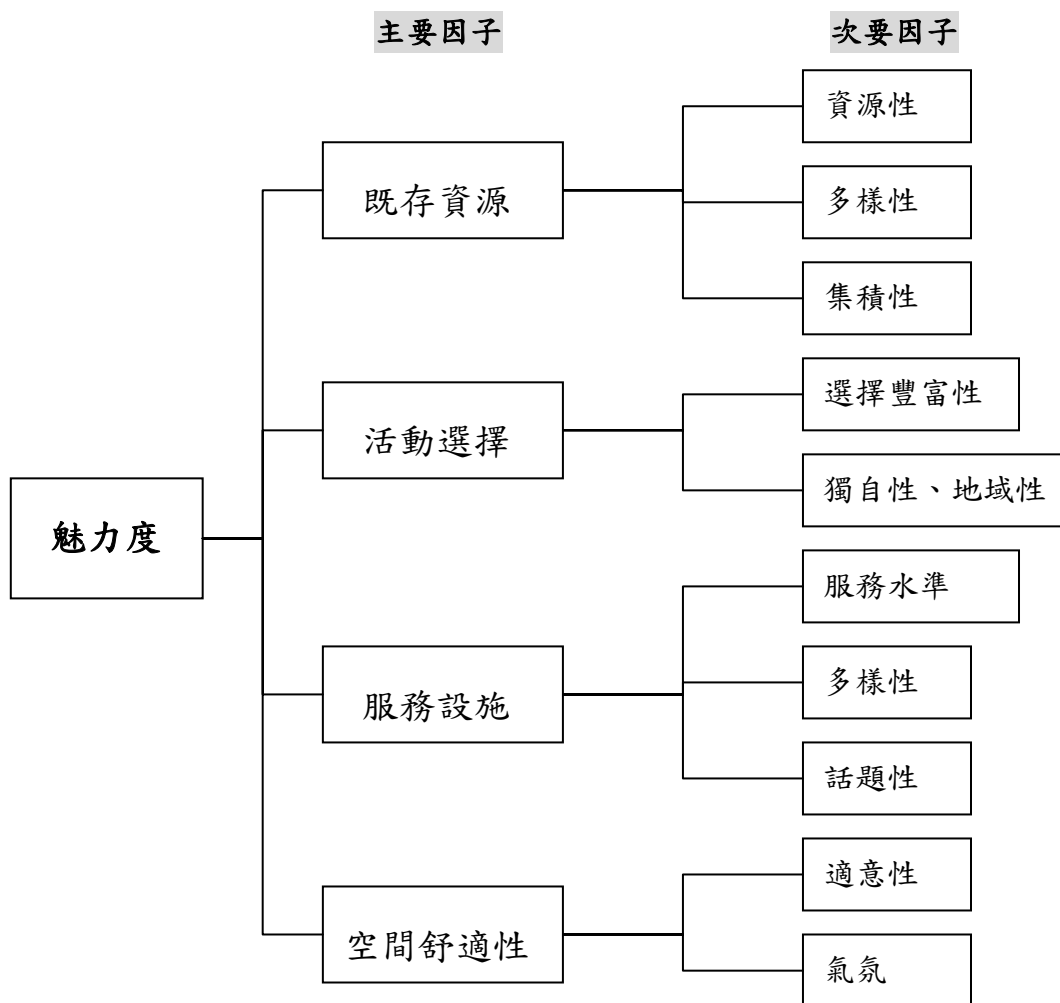 主要因子
次要因子
魅力度
既存資源
資源性
多樣性
集積性
活動選擇
選擇豐富性
獨自性、地域性
服務設施
服務水準
多樣性
話題性
空間舒適性
適意性
氣氛